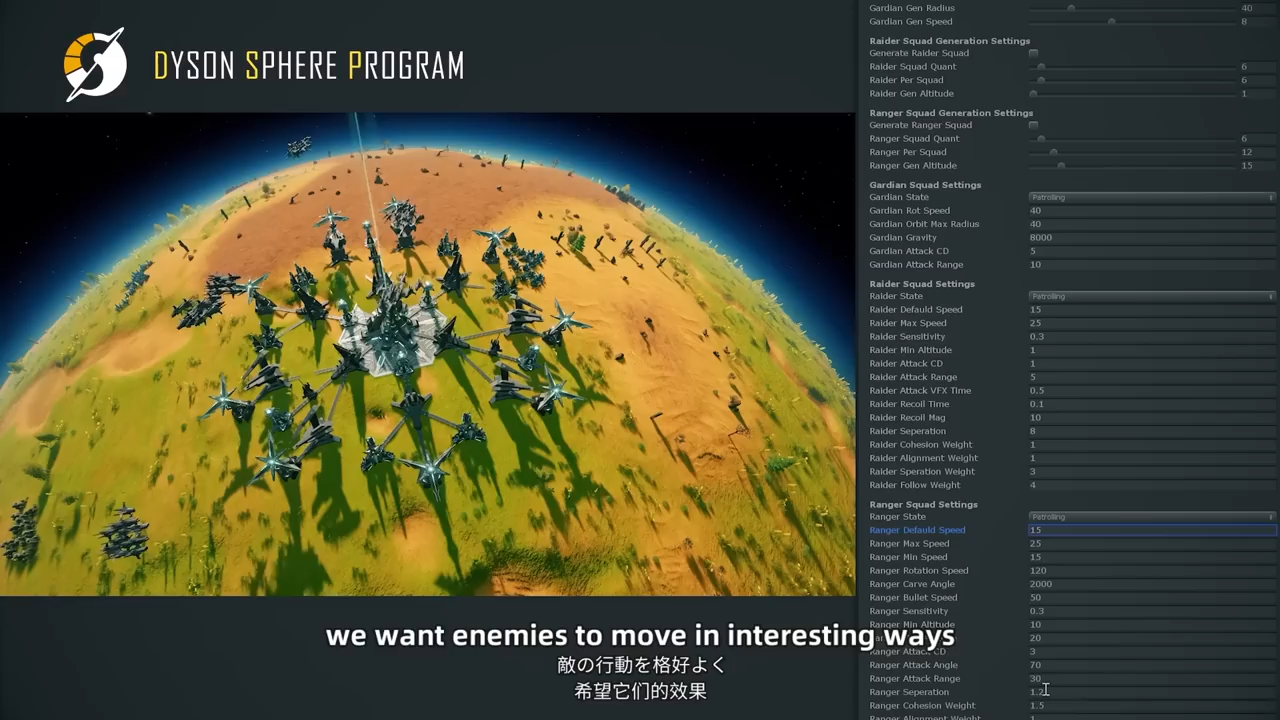 DYSON SPHERE PROGRAM
Gardian Gen Radius 40
Gardian Gen Speed 8
Raider Squad Generation Settings
Generate Raider Squad
Raider Squad Quant 6
Raider Per Squad 6
Raider Gen Altitude 1
Ranger Squad Generation Settings
Generate Ranger Squad
Ranger Squad Quant 6
Ranger Per Squad 12
Ranger Gen Altitude 15
Gardian Squad Settings
Gardian State Patrolling
Gardian Rot Speed 40
Gardian Orbit Max Radius 40
Gardian Gravity 8000
Gardian Attack CD 5
Gardian Attack Range 10
Raider Squad Settings
Raider State Patrolling
Raider Defauld Speed 15
Raider Max Speed 25
Raider Sensitivity 0.3
Raider Min Altitude 1
Raider Attack CD 1
Raider Attack Range 5
Raider Attack VFX Time 0.5
Raider Recoil Time 0.1
Raider Recoil Mag 10
Raider Seperation 8
Raider Cohesion Weight 1
Raider Alignment Weight 1
Raider Speration Weight 3
Raider Follow Weight 4
Ranger Squad Settings
Ranger State Patrolling
Ranger Defauld Speed 15
Ranger Max Speed 25
Ranger Min Speed 15
Ranger Rotation Speed 120
Ranger Carve Angle 2000
Ranger Bullet Speed 50
Ranger Sensitivity 0.3
Ranger Min Altitude 10
20
Ranger Attack CD 3
Ranger Attack Angle 70
Ranger Attack Range 30
Ranger Seperation
Ranger Cohesion Weight 1.5
Ranger Alignment Weight 1
we want enemies to move in interesting ways
敵の行動を格好よく
希望它们的效果